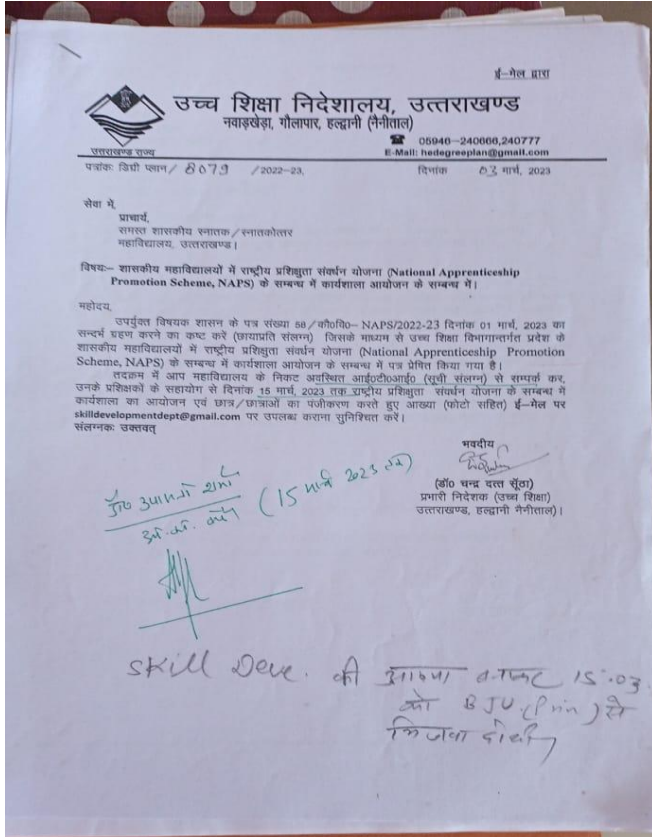 ई–मेल द्वारा
उच्च शिक्षा निदेशालय, उत्तराखण्ड
नवाड़खेड़ा, गौलापार, हल्द्वानी (नैनीताल)
उत्तराखण्ड राज्य
☎ 05946–240666,240777
E-Mail: hedegreeplan@gmail.com
पत्रांकः डिग्री प्लान/ 8079 /2022–23, दिनांक 03 मार्च, 2023
सेवा में,
प्राचार्य,
समस्त शासकीय स्नातक/स्नातकोत्तर
महाविद्यालय, उत्तराखण्ड।
विषयः– शासकीय महाविद्यालयों में राष्ट्रीय प्रशिक्षुता संवर्धन योजना (National Apprenticeship
Promotion Scheme, NAPS) के सम्बन्ध में कार्यशाला आयोजन के सम्बन्ध में।
महोदय,
उपर्युक्त विषयक शासन के पत्र संख्या 58/कौ0वि0– NAPS/2022-23 दिनांक 01 मार्च, 2023 का
सन्दर्भ ग्रहण करने का कष्ट करें (छायाप्रति संलग्न) जिसके माध्यम से उच्च शिक्षा विभागान्तर्गत प्रदेश के
शासकीय महाविद्यालयों में राष्ट्रीय प्रशिक्षुता संवर्धन योजना (National Apprenticeship Promotion
Scheme, NAPS) के सम्बन्ध में कार्यशाला आयोजन के सम्बन्ध में पत्र प्रेषित किया गया है।
तदक्रम में आप महाविद्यालय के निकट अवस्थित आई0टी0आई0 (सूची संलग्न) से सम्पर्क कर,
उनके प्रशिक्षकों के सहायोग से दिनांक 15 मार्च, 2023 तक राष्ट्रीय प्रशिक्षुता संवर्धन योजना के सम्बन्ध में
कार्यशाला का आयोजन एवं छात्र/छात्राओं का पंजीकरण करते हुए आख्या (फोटो सहित) ई–मेल पर
skilldevelopmentdept@gmail.com पर उपलब्ध कराना सुनिश्चित करें।
संलग्नकः उक्तवत्
भवदीय
(डॉ0 चन्द्र दत्त सूंठा)
प्रभारी निदेशक (उच्च शिक्षा)
उत्तराखण्ड, हल्द्वानी नैनीताल)।
शर्मा (15 मार्च 2023 तक)
Skill Deve. की आख्या 15.03
को